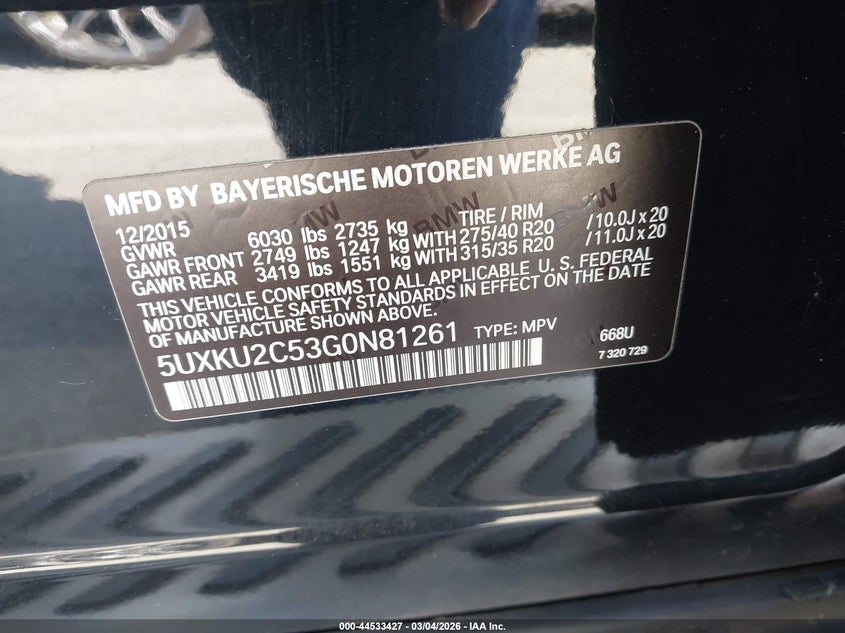 MFD BY BAYERISCHE MOTOREN WERKE AG
12/2015 TIRE / RIM
GVWR 6030 lbs 2735 kg
GAWR FRONT 2749 lbs 1247 kg WITH 275/40 R20 /10.0J x 20
GAWR REAR 3419 lbs 1551 kg WITH 315/35 R20 /11.0J x 20
THIS VEHICLE CONFORMS TO ALL APPLICABLE U. S. FEDERAL
MOTOR VEHICLE SAFETY STANDARDS IN EFFECT ON THE DATE
OF MANUFACTURE SHOWN ABOVE.
5UXKU2C53G0N81261 TYPE: MPV 668U
7 320 729
000-44533427 - 03/04/2026 - IAA Inc.